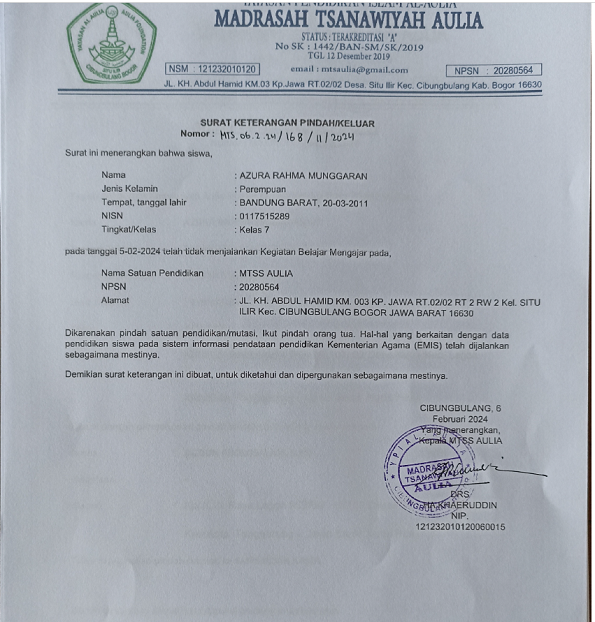 YAYASAN PENDIDIKAN ISLAM AL-AULIA
MADRASAH TSANAWIYAH AULIA
STATUS : TERAKREDITASI "A"
No SK : 1442/BAN-SM/SK/2019
TGL 12 Desember 2019
NSM : 121232010120 email : mtsaulia@gmail.com NPSN : 20280564
JL. KH. Abdul Hamid KM.03 Kp.Jawa RT.02/02 Desa. Situ Ilir Kec. Cibungbulang Kab. Bogor 16630
SURAT KETERANGAN PINDAH/KELUAR
Nomor : MTS.06.2.24/168/11/2024
Surat ini menerangkan bahwa siswa,
Nama : AZURA RAHMA MUNGGARAN
Jenis Kelamin : Perempuan
Tempat, tanggal lahir : BANDUNG BARAT, 20-03-2011
NISN : 0117515289
Tingkat/Kelas : Kelas 7
pada tanggal 5-02-2024 telah tidak menjalankan Kegiatan Belajar Mengajar pada,
Nama Satuan Pendidikan : MTSS AULIA
NPSN : 20280564
Alamat : JL. KH. ABDUL HAMID KM. 003 KP. JAWA RT.02/02 RT 2 RW 2 Kel. SITU
ILIR Kec. CIBUNGBULANG BOGOR JAWA BARAT 16630
Dikarenakan pindah satuan pendidikan/mutasi, Ikut pindah orang tua. Hal-hal yang berkaitan dengan data
pendidikan siswa pada sistem informasi pendataan pendidikan Kementerian Agama (EMIS) telah dijalankan
sebagaimana mestinya.
Demikian surat keterangan ini dibuat, untuk diketahui dan dipergunakan sebagaimana mestinya.
CIBUNGBULANG, 6
Februari 2024
Yang menerangkan,
Kepala MTSS AULIA
MADRASAH
TSANAWIYAH
AULIA
DRS
KHAERUDDIN
NIP.
121232010120060015